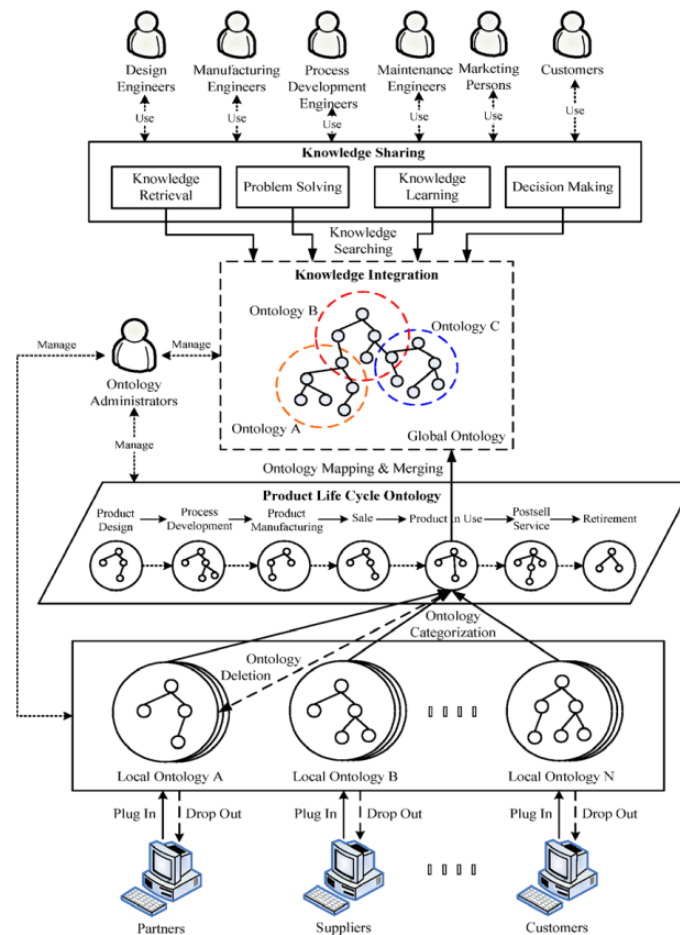 Design
Engineers
Manufacturing
Engineers
Process
Development
Engineers
Maintenance
Engineers
Marketing
Persons
Customers
Use
Use
Use
Use
Use
Use
Knowledge Sharing
Knowledge
Retrieval
Problem Solving
Knowledge
Learning
Decision Making
Knowledge
Searching
Knowledge Integration
Ontology B
Ontology C
Ontology A
Global Ontology
Manage
Manage
Ontology
Administrators
Manage
Ontology Mapping & Merging
Product Life Cycle Ontology
Product
Design
Process
Development
Product
Manufacturing
Sale
Product in Use
Postsell
Service
Retirement
Ontology
Categorization
Ontology
Deletion
Local Ontology A
Local Ontology B
Local Ontology N
Plug In
Drop Out
Plug In
Drop Out
Plug In
Drop Out
Partners
Suppliers
Customers